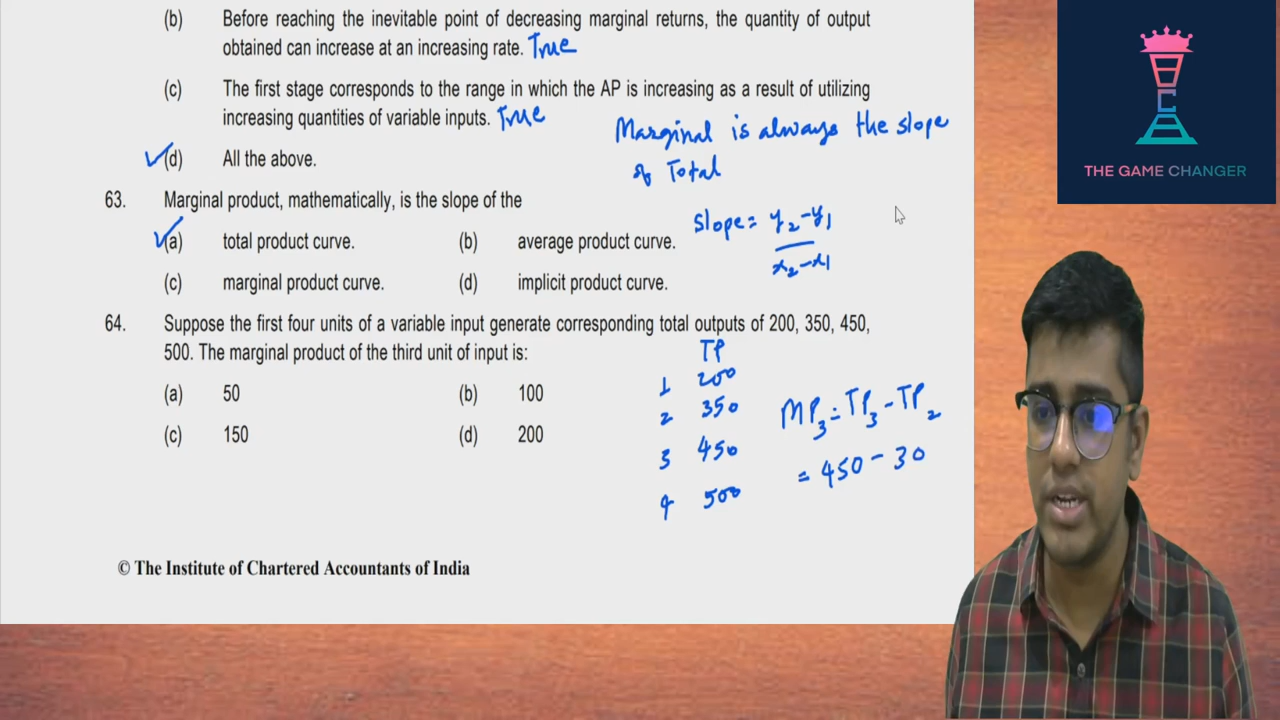 (b) Before reaching the inevitable point of decreasing marginal returns, the quantity of output
obtained can increase at an increasing rate. True
(c) The first stage corresponds to the range in which the AP is increasing as a result of utilizing
increasing quantities of variable inputs. True
Marginal is always the slope
of Total
(d) All the above.
63. Marginal product, mathematically, is the slope of the
(a) total product curve. (b) average product curve.
(c) marginal product curve. (d) implicit product curve.
Slope = y2-y1
x2-x1
64. Suppose the first four units of a variable input generate corresponding total outputs of 200, 350, 450,
500. The marginal product of the third unit of input is:
(a) 50 (b) 100
(c) 150 (d) 200
TP
1 200
2 350
3 450
4 500
MP3 = TP3 - TP2
= 450 - 30
© The Institute of Chartered Accountants of India
THE GAME CHANGER